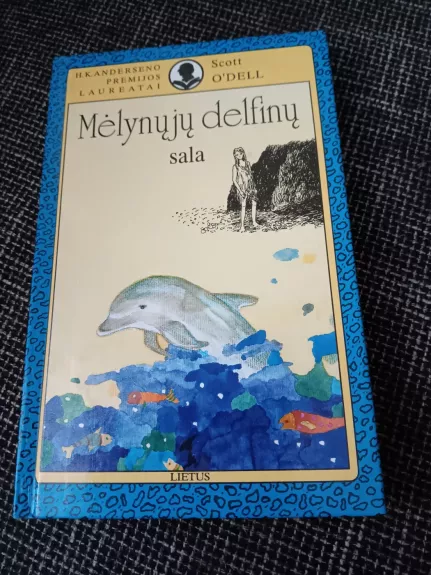 H.K.ANDERSENO
PREMIJOS
LAUREATAI
Scott
O'DELL
Mėlynųjų delfinų
sala
LIETUS